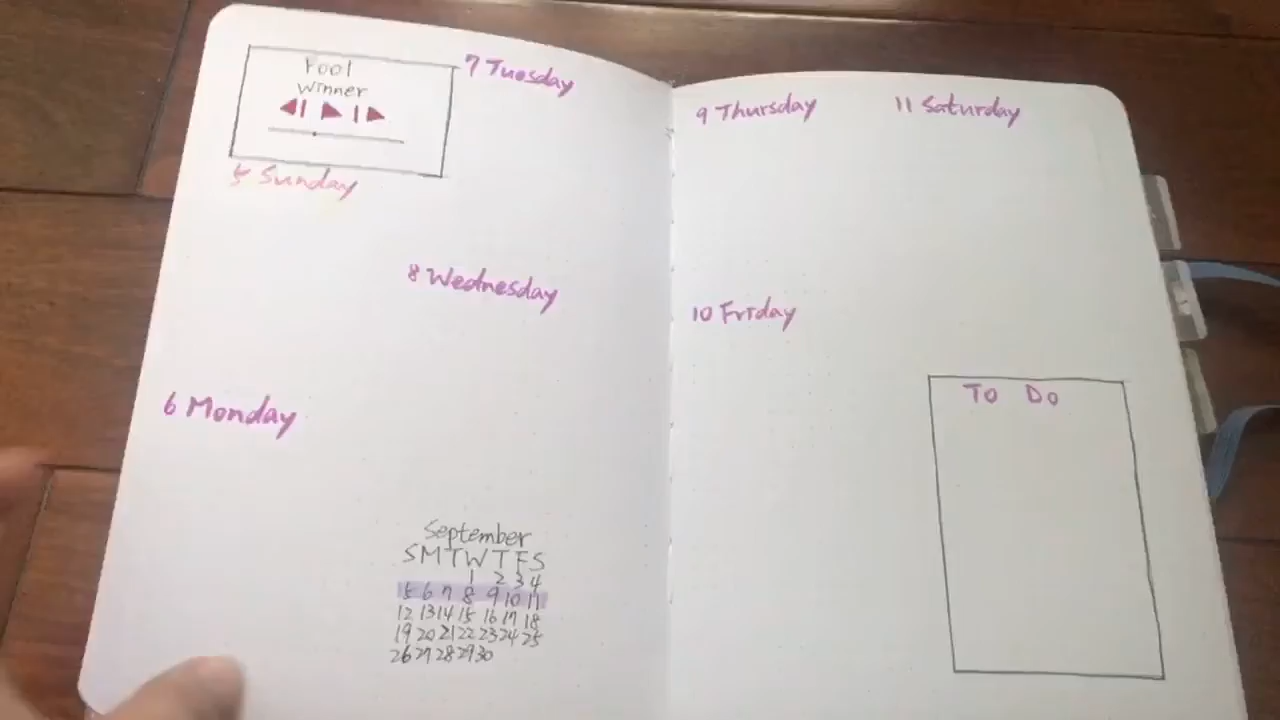 Fool
Winner
5 Sunday
6 Monday
7 Tuesday
8 Wednesday
September
S M T W T F S
1 2 3 4
5 6 7 8 9 10 11
12 13 14 15 16 17 18
19 20 21 22 23 24 25
26 27 28 29 30
9 Thursday
10 Friday
11 Saturday
To Do